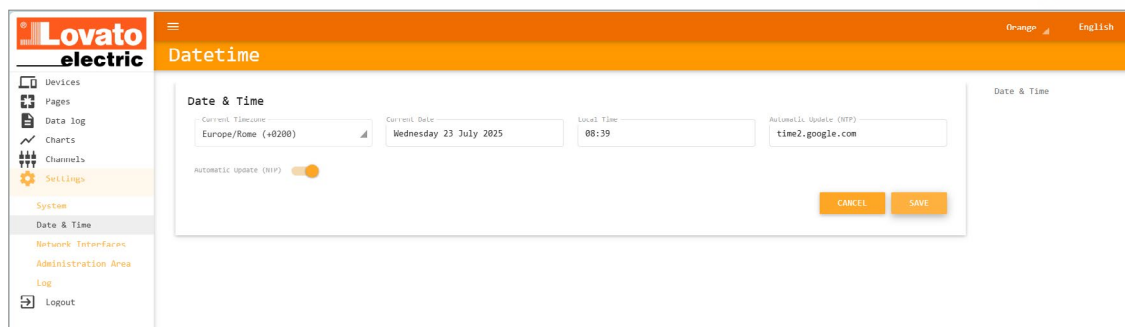 Lovato
electric
Devices
Pages
Data log
Charts
Channels
Settings
System
Date & Time
Network Interfaces
Administration Area
Log
Logout
Orange
English
Datetime
Date & Time
Current Timezone
Europe/Rome (+0200)
Current Date
Wednesday 23 July 2025
Local Time
08:39
Automatic Update (NTP)
time2.google.com
Automatic Update (NTP)
CANCEL
SAVE
Date & Time